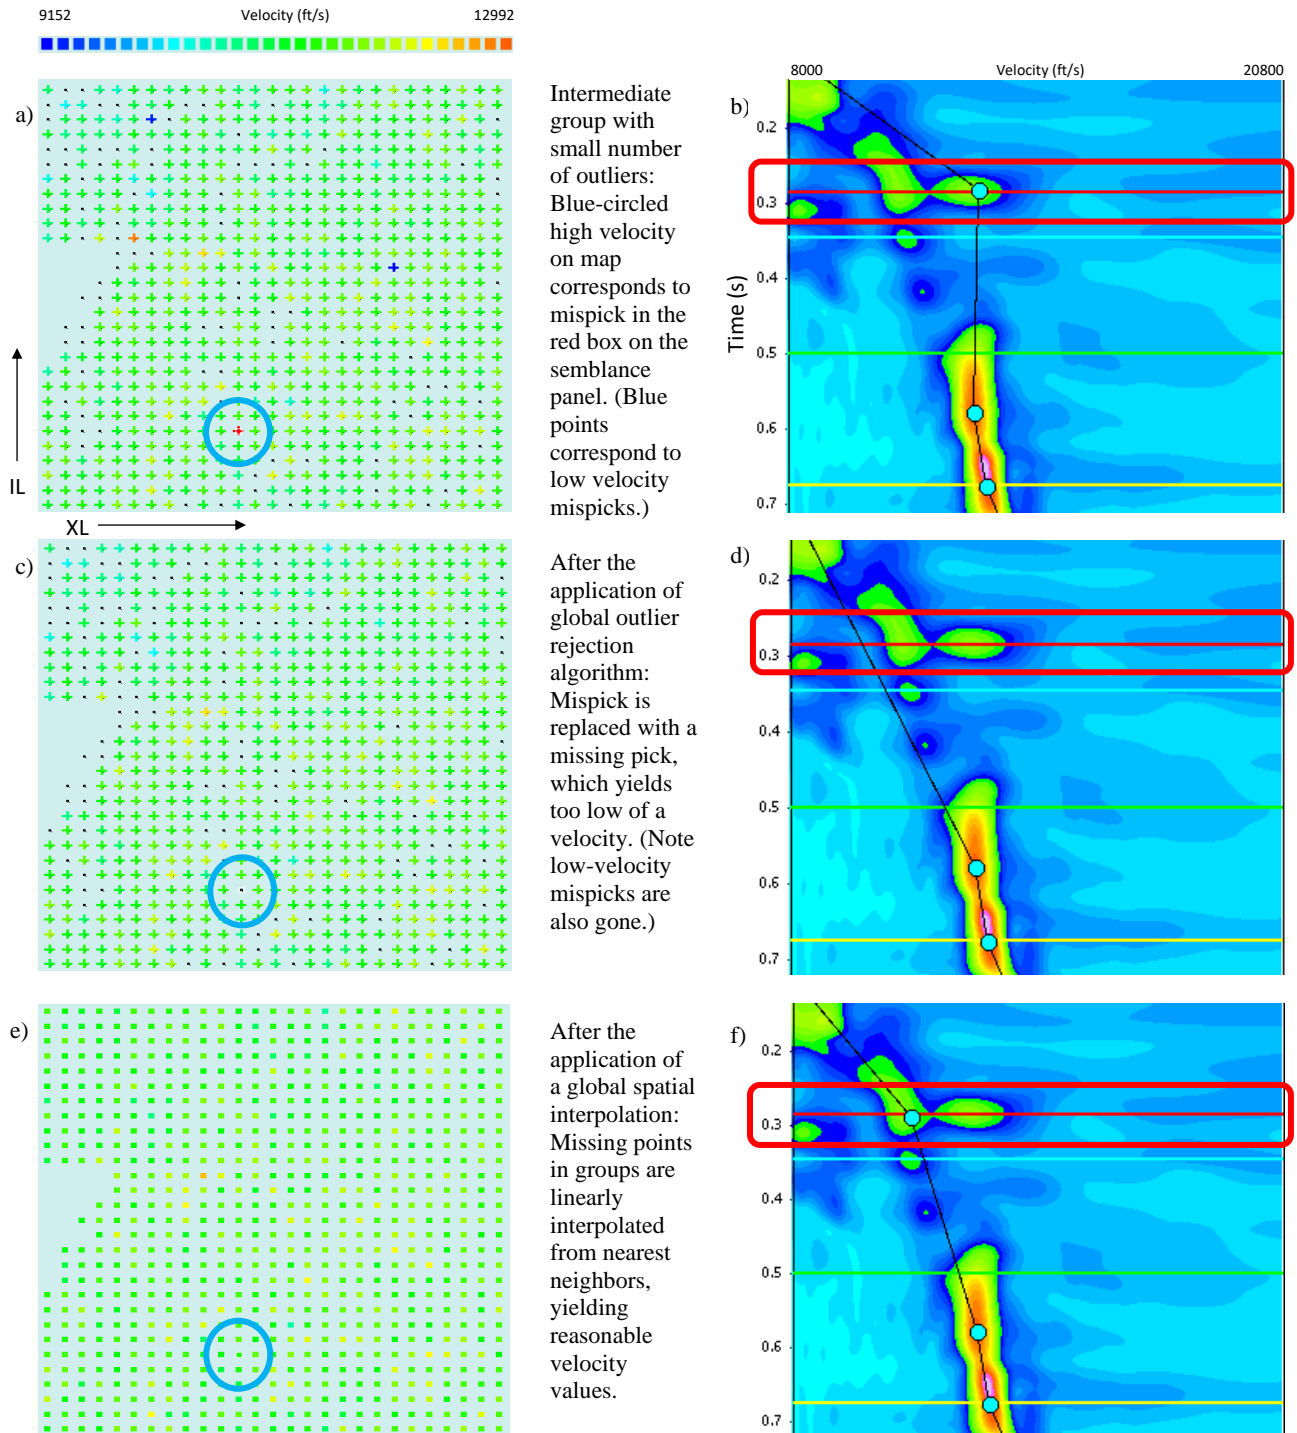 9152 Velocity (ft/s) 12992
a)
IL
XL
Intermediate
group with
small number
of outliers:
Blue-circled
high velocity
on map
corresponds to
mispick in the
red box on the
semblance
panel. (Blue
points
correspond to
low velocity
mispicks.)
8000 Velocity (ft/s) 20800
b)
Time (s)
0.2
0.3
0.4
0.5
0.6
0.7
c)
After the
application of
global outlier
rejection
algorithm:
Mispick is
replaced with a
missing pick,
which yields
too low of a
velocity. (Note
low-velocity
mispicks are
also gone.)
d)
0.2
0.3
0.4
0.5
0.6
0.7
e)
After the
application of
a global spatial
interpolation:
Missing points
in groups are
linearly
interpolated
from nearest
neighbors,
yielding
reasonable
velocity
values.
f)
0.2
0.3
0.4
0.5
0.6
0.7